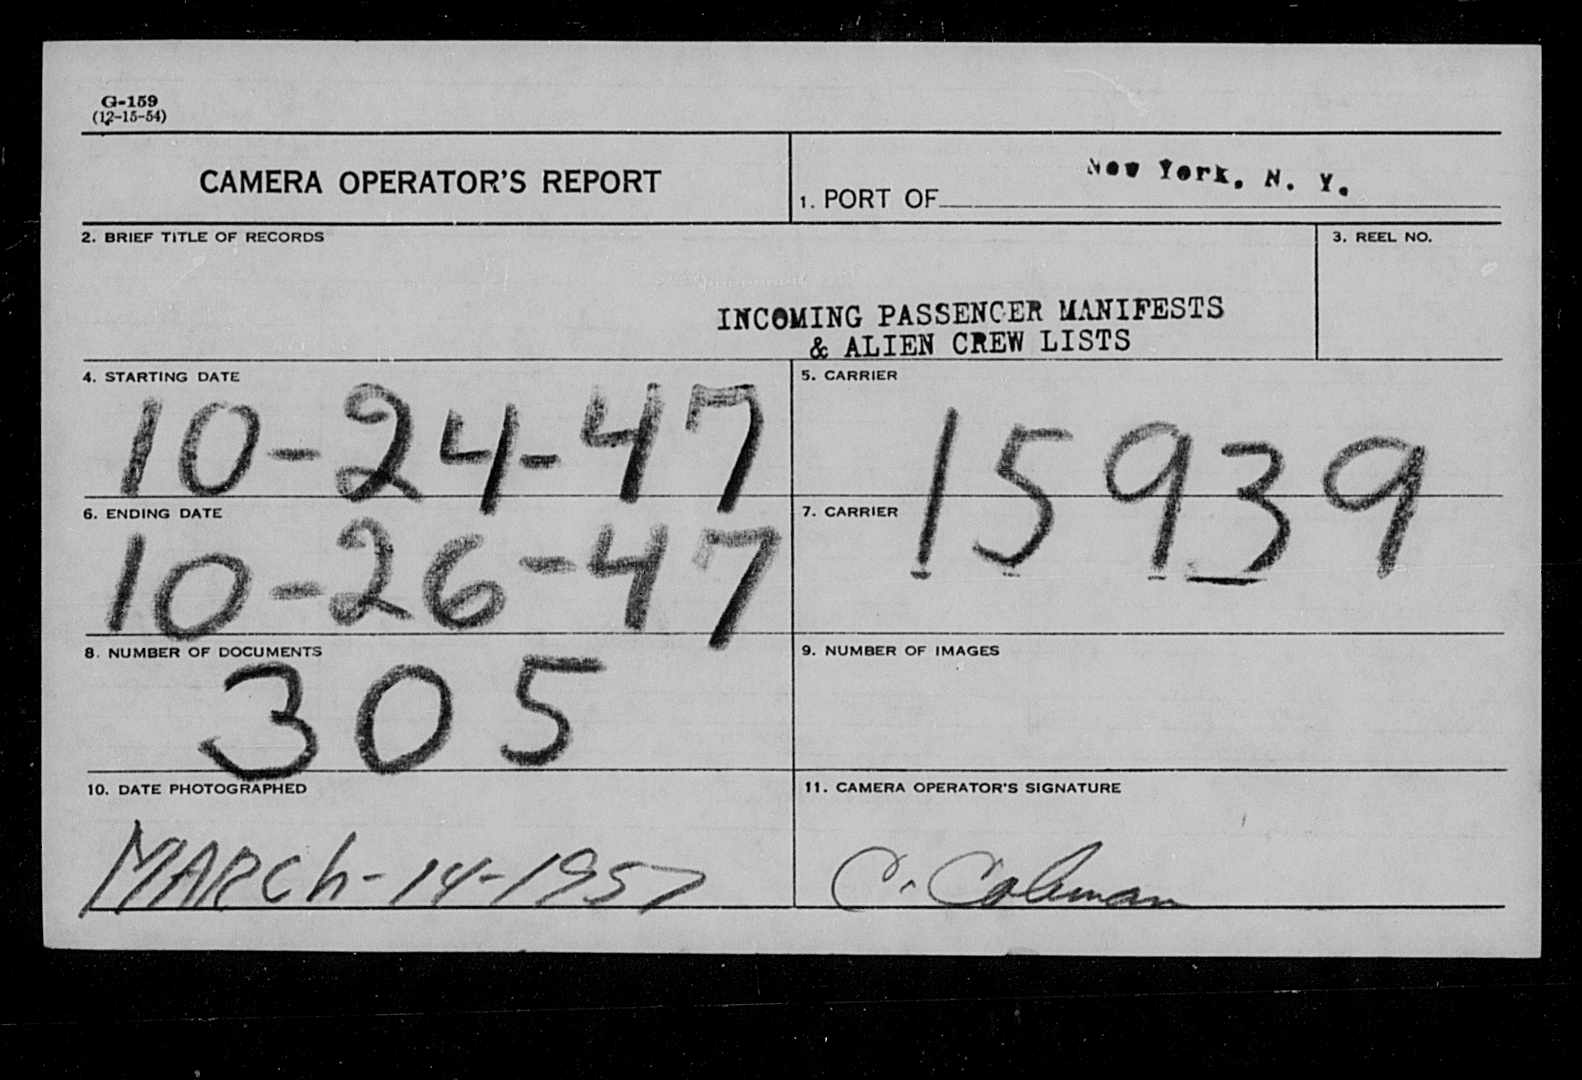 G-159
(12-15-54)
CAMERA OPERATOR'S REPORT
1. PORT OF New York, N. Y.
2. BRIEF TITLE OF RECORDS
3. REEL NO.
INCOMING PASSENGER MANIFESTS
& ALIEN CREW LISTS
4. STARTING DATE
10-24-47
5. CARRIER
15939
6. ENDING DATE
10-26-47
7. CARRIER
8. NUMBER OF DOCUMENTS
305
9. NUMBER OF IMAGES
10. DATE PHOTOGRAPHED
MARCh-14-1957
11. CAMERA OPERATOR'S SIGNATURE
C. Coleman